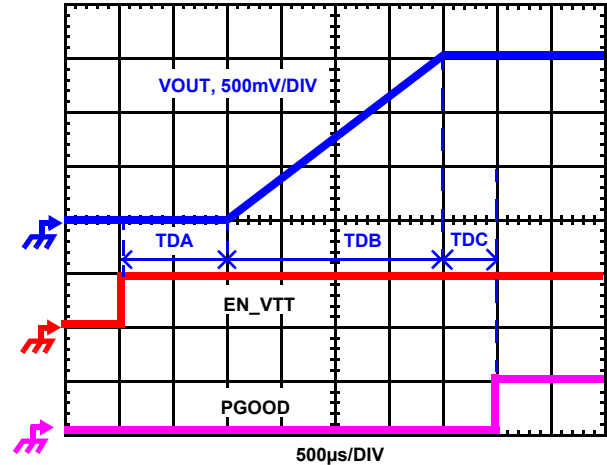 VOUT, 500mV/DIV
TDA
TDB
TDC
EN_VTT
PGOOD
500µs/DIV